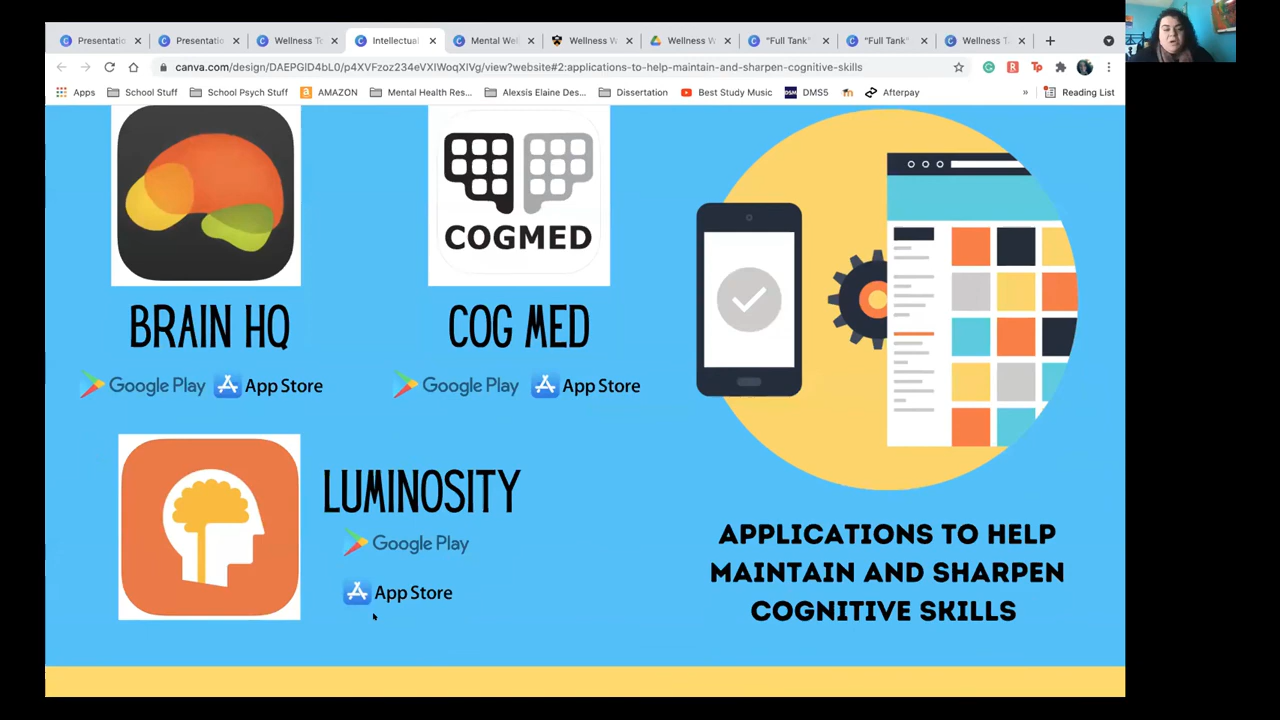 Presentatio
Presentatio
Wellness To
Intellectual
Mental Wel
Wellness W
Wellness W
"Full Tank"
"Full Tank"
Wellness T
canva.com/design/DAEPGID4bL0/p4XVFzoz234eVXIWoqXVg/view?website#2:applications-to-help-maintain-and-sharpen-cognitive-skills
Apps
School Stuff
School Psych Stuff
AMAZON
Mental Health Res...
Alexsis Elaine Des...
Dissertation
Best Study Music
DMS5
Afterpay
»
Reading List
COGMED
BRAIN HQ
COG MED
Google Play
App Store
Google Play
App Store
LUMINOSITY
Google Play
App Store
APPLICATIONS TO HELP
MAINTAIN AND SHARPEN
COGNITIVE SKILLS